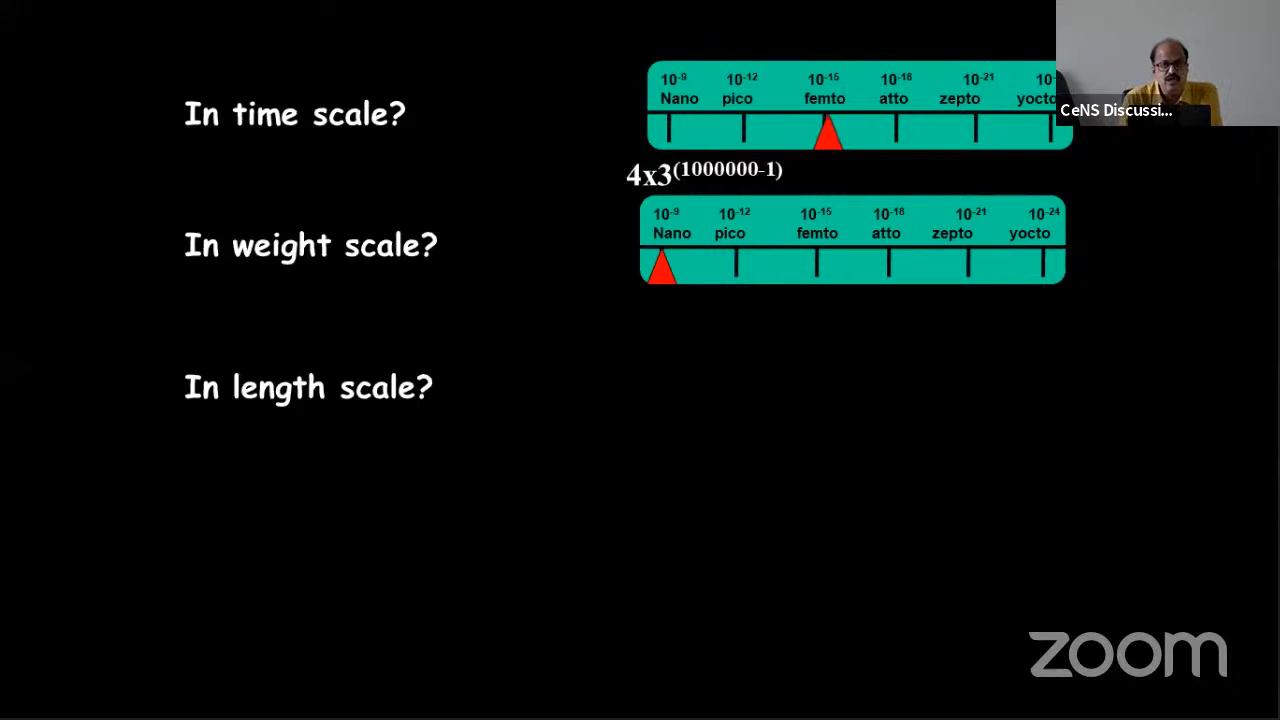 In time scale?
10-9 10-12 10-15 10-18 10-21 10-
Nano pico femto atto zepto yocto
CeNS Discussi...
4x3(1000000-1)
In weight scale?
10-9 10-12 10-15 10-18 10-21 10-24
Nano pico femto atto zepto yocto
In length scale?
zoom